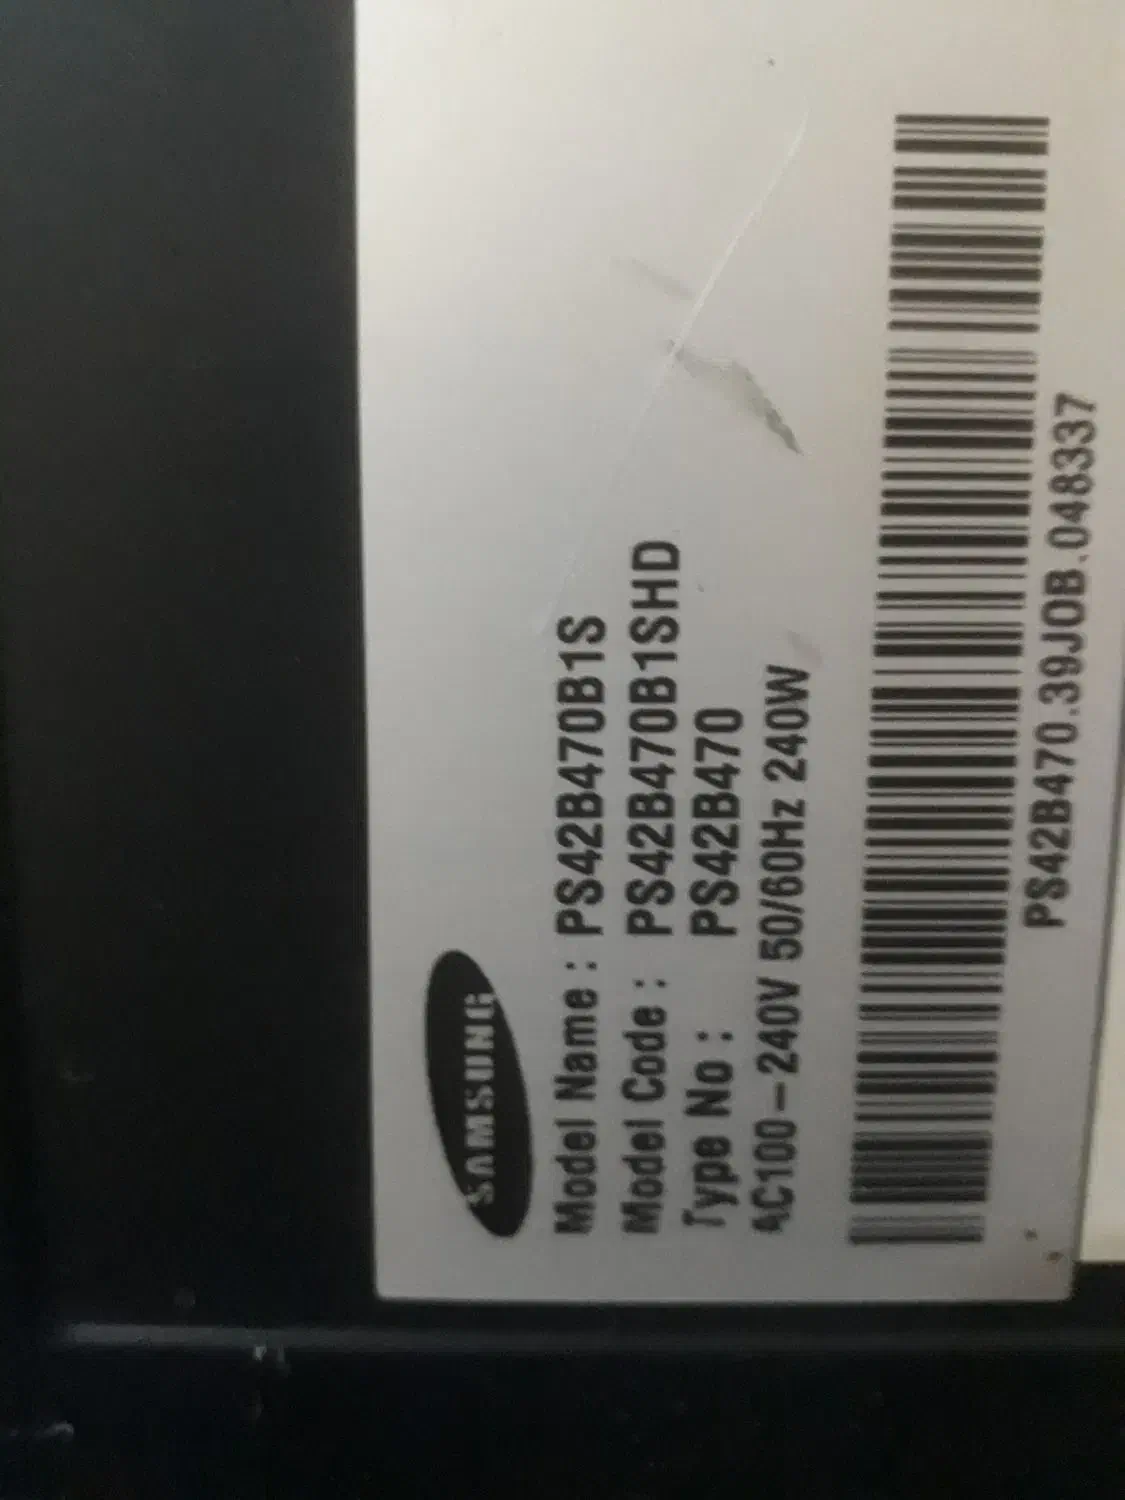 SAMSUNG
Model Name : PS42B470B1S
Model Code : PS42B470B1SHD
Type No : PS42B470
AC100-240V 50/60Hz 240W
PS42B470.39JOB.048337